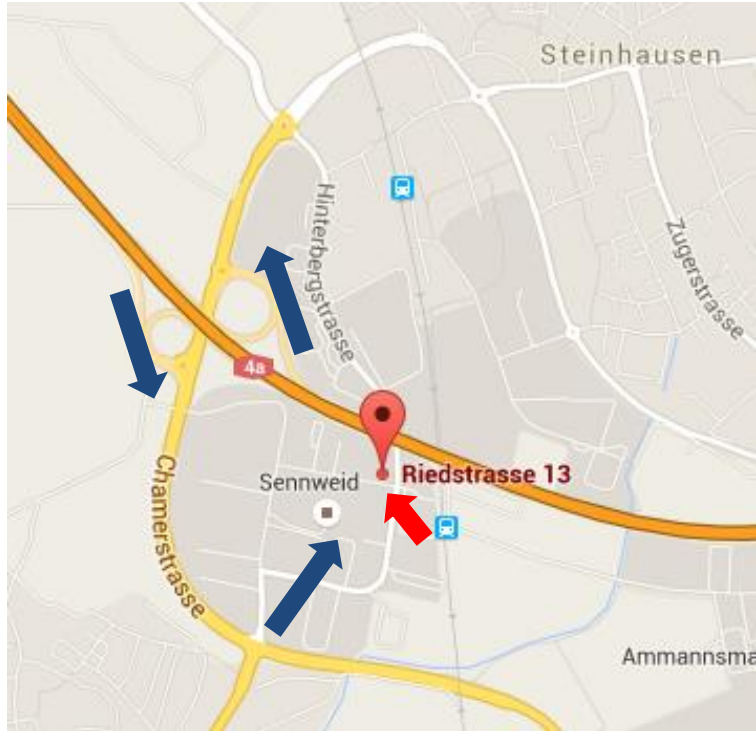 Steinhausen
Hinterbergstrasse
Zugerstrasse
4a
Riedstrasse 13
Sennweid
Chamerstrasse
Ammannsma